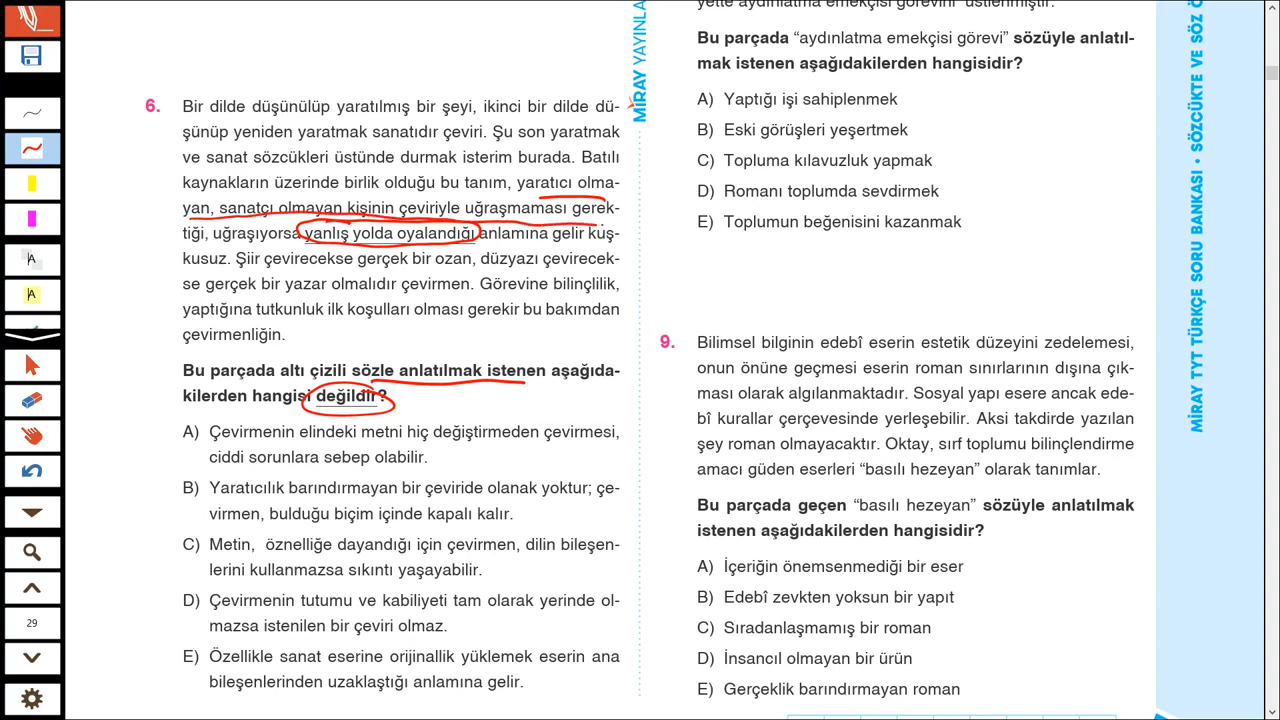 6. Bir dilde düşünülüp yaratılmış bir şeyi, ikinci bir dilde dü-
şünüp yeniden yaratmak sanatıdır çeviri. Şu son yaratmak
ve sanat sözcükleri üstünde durmak isterim burada. Batılı
kaynakların üzerinde birlik olduğu bu tanım, yaratıcı olma-
yan, sanatçı olmayan kişinin çeviriyle uğraşmaması gerek-
tiği, uğraşıyorsa yanlış yolda oyalandığı anlamına gelir kuş-
kusuz. Şiir çevirecekse gerçek bir ozan, düzyazı çevirecek-
se gerçek bir yazar olmalıdır çevirmen. Görevine bilinçlilik,
yaptığına tutkunluk ilk koşulları olması gerekir bu bakımdan
çevirmenliğin.
Bu parçada altı çizili sözle anlatılmak istenen aşağıda-
kilerden hangisi değildir?
A) Çevirmenin elindeki metni hiç değiştirmeden çevirmesi,
ciddi sorunlara sebep olabilir.
B) Yaratıcılık barındırmayan bir çeviride olanak yoktur; çe-
virmen, bulduğu biçim içinde kapalı kalır.
C) Metin, öznelliğe dayandığı için çevirmen, dilin bileşen-
lerini kullanmazsa sıkıntı yaşayabilir.
D) Çevirmenin tutumu ve kabiliyeti tam olarak yerinde ol-
mazsa istenilen bir çeviri olmaz.
E) Özellikle sanat eserine orijinallik yüklemek eserin ana
bileşenlerinden uzaklaştığı anlamına gelir.
MİRAY YAYINLA
yette aydınlatma emekçisi görevini üstlenmiştir.
Bu parçada “aydınlatma emekçisi görevi” sözüyle anlatıl-
mak istenen aşağıdakilerden hangisidir?
A) Yaptığı işi sahiplenmek
B) Eski görüşleri yeşertmek
C) Topluma kılavuzluk yapmak
D) Romanı toplumda sevdirmek
E) Toplumun beğenisini kazanmak
9. Bilimsel bilginin edebî eserin estetik düzeyini zedelemesi,
onun önüne geçmesi eserin roman sınırlarının dışına çık-
ması olarak algılanmaktadır. Sosyal yapı esere ancak ede-
bî kurallar çerçevesinde yerleşebilir. Aksi takdirde yazılan
şey roman olmayacaktır. Oktay, sırf toplumu bilinçlendirme
amacı güden eserleri “basılı hezeyan” olarak tanımlar.
Bu parçada geçen “basılı hezeyan” sözüyle anlatılmak
istenen aşağıdakilerden hangisidir?
A) İçeriğin önemsenmediği bir eser
B) Edebî zevkten yoksun bir yapıt
C) Sıradanlaşmamış bir roman
D) İnsancıl olmayan bir ürün
E) Gerçeklik barındırmayan roman
MİRAY TYT TÜRKÇE SORU BANKASI • SÖZCÜKTE VE SÖZ Ö
A
A
29